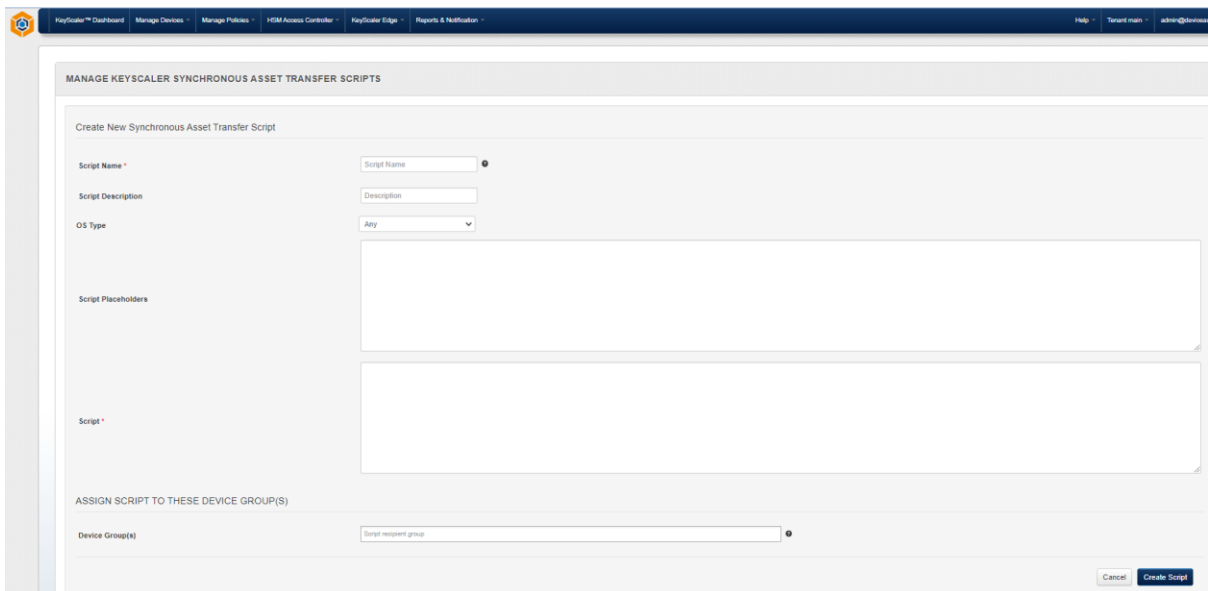 KeyScaler™ Dashboard Manage Devices Manage Policies HSM Access Controller KeyScaler Edge Reports & Notification Help Tenant main admin@deviceau
MANAGE KEYSCALER SYNCHRONOUS ASSET TRANSFER SCRIPTS
Create New Synchronous Asset Transfer Script
Script Name * Script Name
Script Description Description
OS Type Any
Script Placeholders
Script *
ASSIGN SCRIPT TO THESE DEVICE GROUP(S)
Device Group(s) Script recipient group
Cancel Create Script